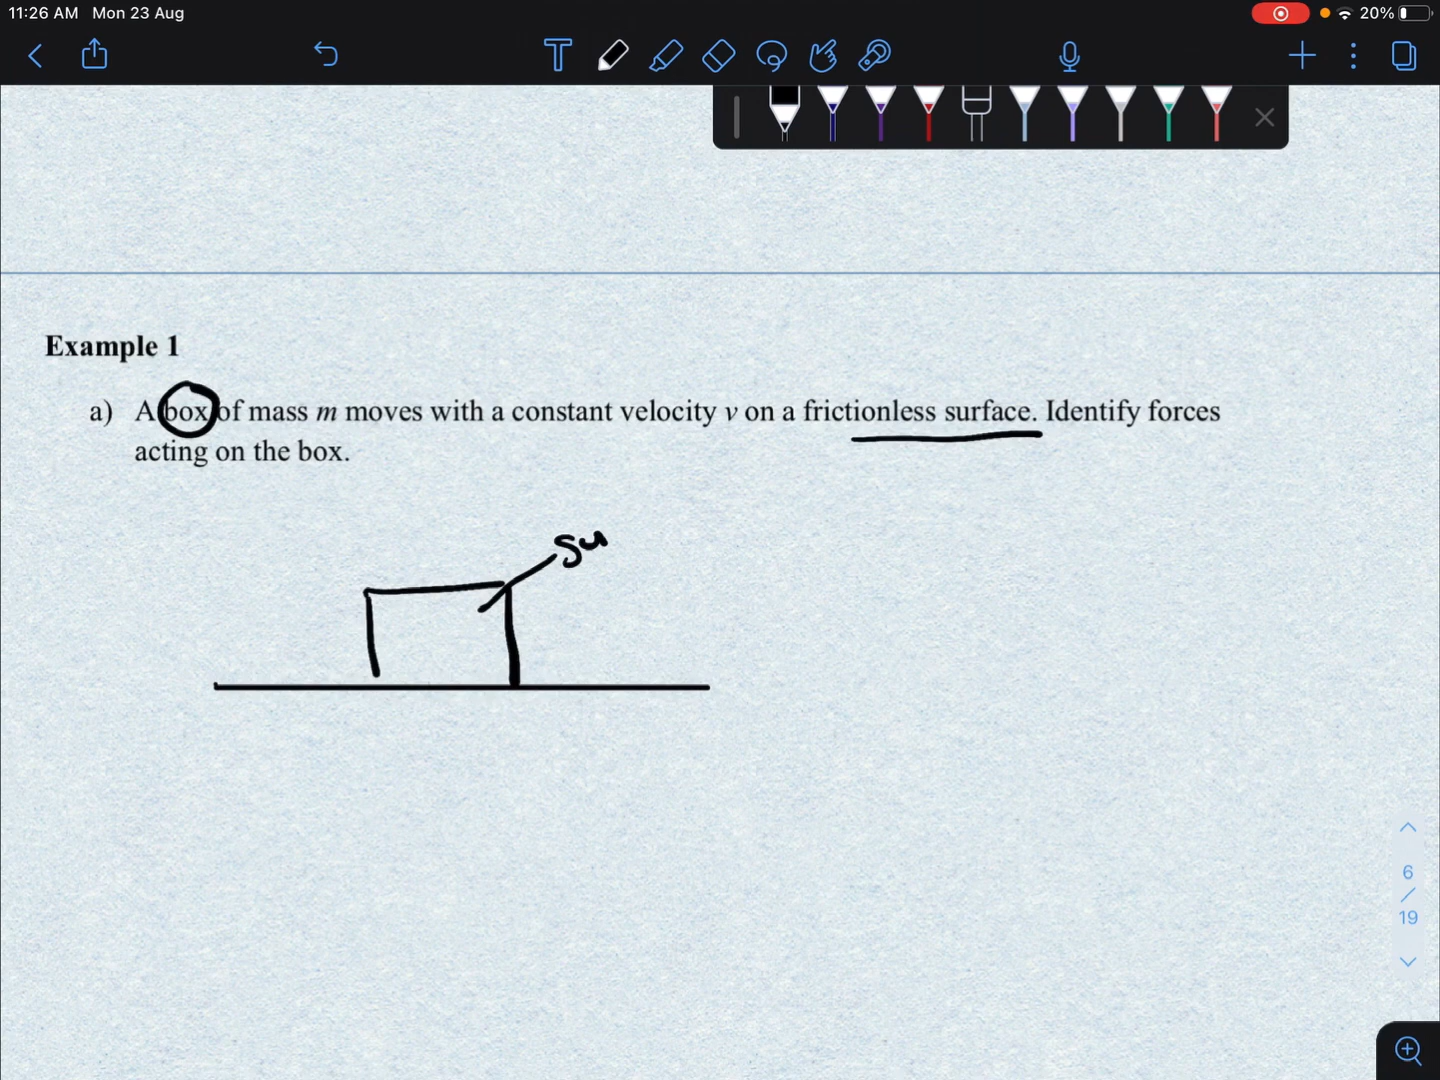 11:26 AM Mon 23 Aug
20%
T
Example 1
a) A box of mass m moves with a constant velocity v on a frictionless surface. Identify forces
acting on the box.
Su
6
/
19